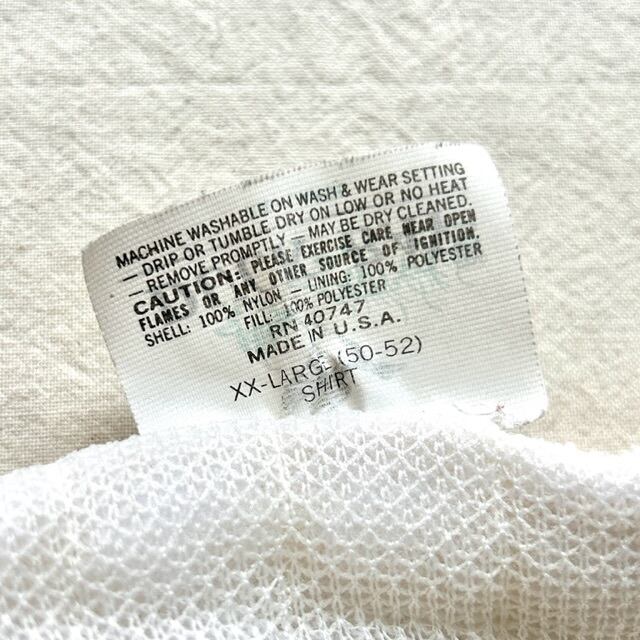 MACHINE WASHABLE ON WASH & WEAR SETTING
— DRIP OR TUMBLE DRY ON LOW OR NO HEAT
— REMOVE PROMPTLY — MAY BE DRY CLEANED.
CAUTION: PLEASE EXERCISE CARE NEAR OPEN
FLAMES OR ANY OTHER SOURCE OF IGNITION.
SHELL: 100% NYLON — LINING: 100% POLYESTER
FILL: 100% POLYESTER
RN 40747
MADE IN U.S.A.
XX-LARGE (50-52)
SHIRT